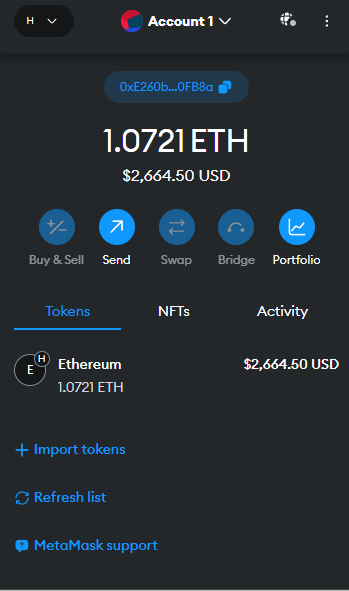 H
Account 1
0xE260b...0FB8a
1.0721 ETH
$2,664.50 USD
Buy & Sell
Send
Swap
Bridge
Portfolio
Tokens
NFTs
Activity
E
H
Ethereum
$2,664.50 USD
1.0721 ETH
Import tokens
Refresh list
MetaMask support